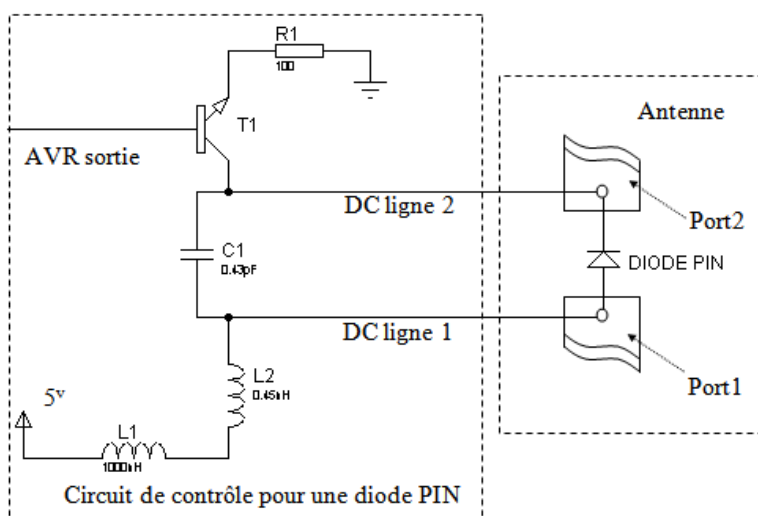 R1
100
T1
Antenne
AVR sortie
DC ligne 2
Port2
C1
0.43pF
DIODE PIN
DC ligne 1
L2
0.45nH
Port1
5v
L1
1000nH
Circuit de contrôle pour une diode PIN